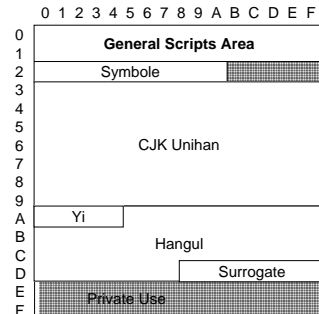 0 1 2 3 4 5 6 7 8 9 A B C D E F
0
General Scripts Area
1
2 Symbole
3
4
5
6 CJK Unihan
7
8
9
A Yi
B
Hangul
C
D Surrogate
E
Private Use
F